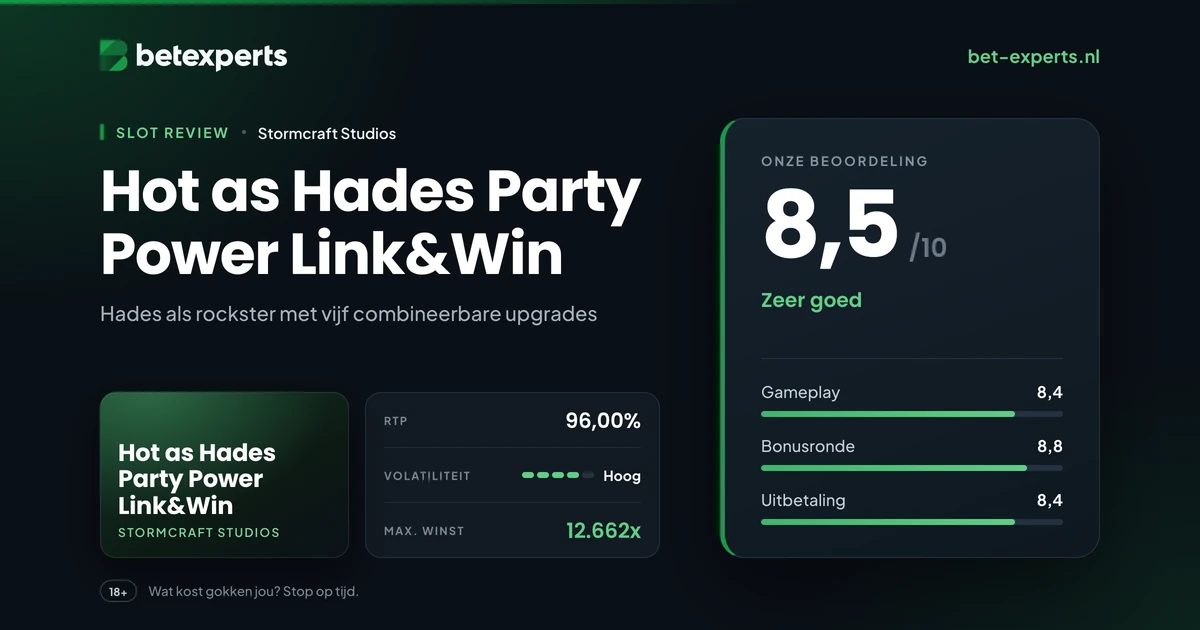 betexperts
bet-experts.nl
SLOT REVIEW • Stormcraft Studios
Hot as Hades Party
Power Link&Win
Hades als rockster met vijf combineerbare upgrades
Hot as Hades
Party Power
Link&Win
STORMCRAFT STUDIOS
RTP 96,00%
VOLATILITEIT Hoog
MAX. WINST 12.662x
18+ Wat kost gokken jou? Stop op tijd.
ONZE BEOORDELING
8,5 /10
Zeer goed
Gameplay 8,4
Bonusronde 8,8
Uitbetaling 8,4